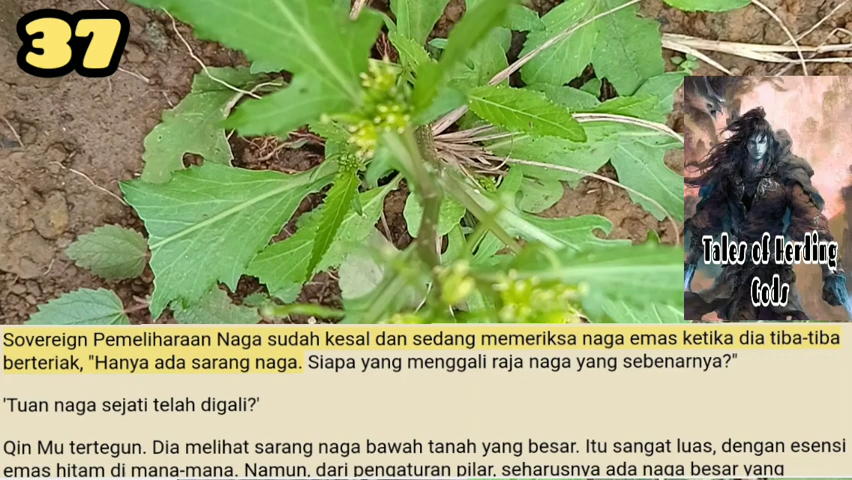 37
Tales of Herding
Gods
Sovereign Pemeliharaan Naga sudah kesal dan sedang memeriksa naga emas ketika dia tiba-tiba
berteriak, "Hanya ada sarang naga. Siapa yang menggali raja naga yang sebenarnya?"
'Tuan naga sejati telah digali?'
Qin Mu tertegun. Dia melihat sarang naga bawah tanah yang besar. Itu sangat luas, dengan esensi
emas hitam di mana-mana. Namun, dari pengaturan pilar, seharusnya ada naga besar yang